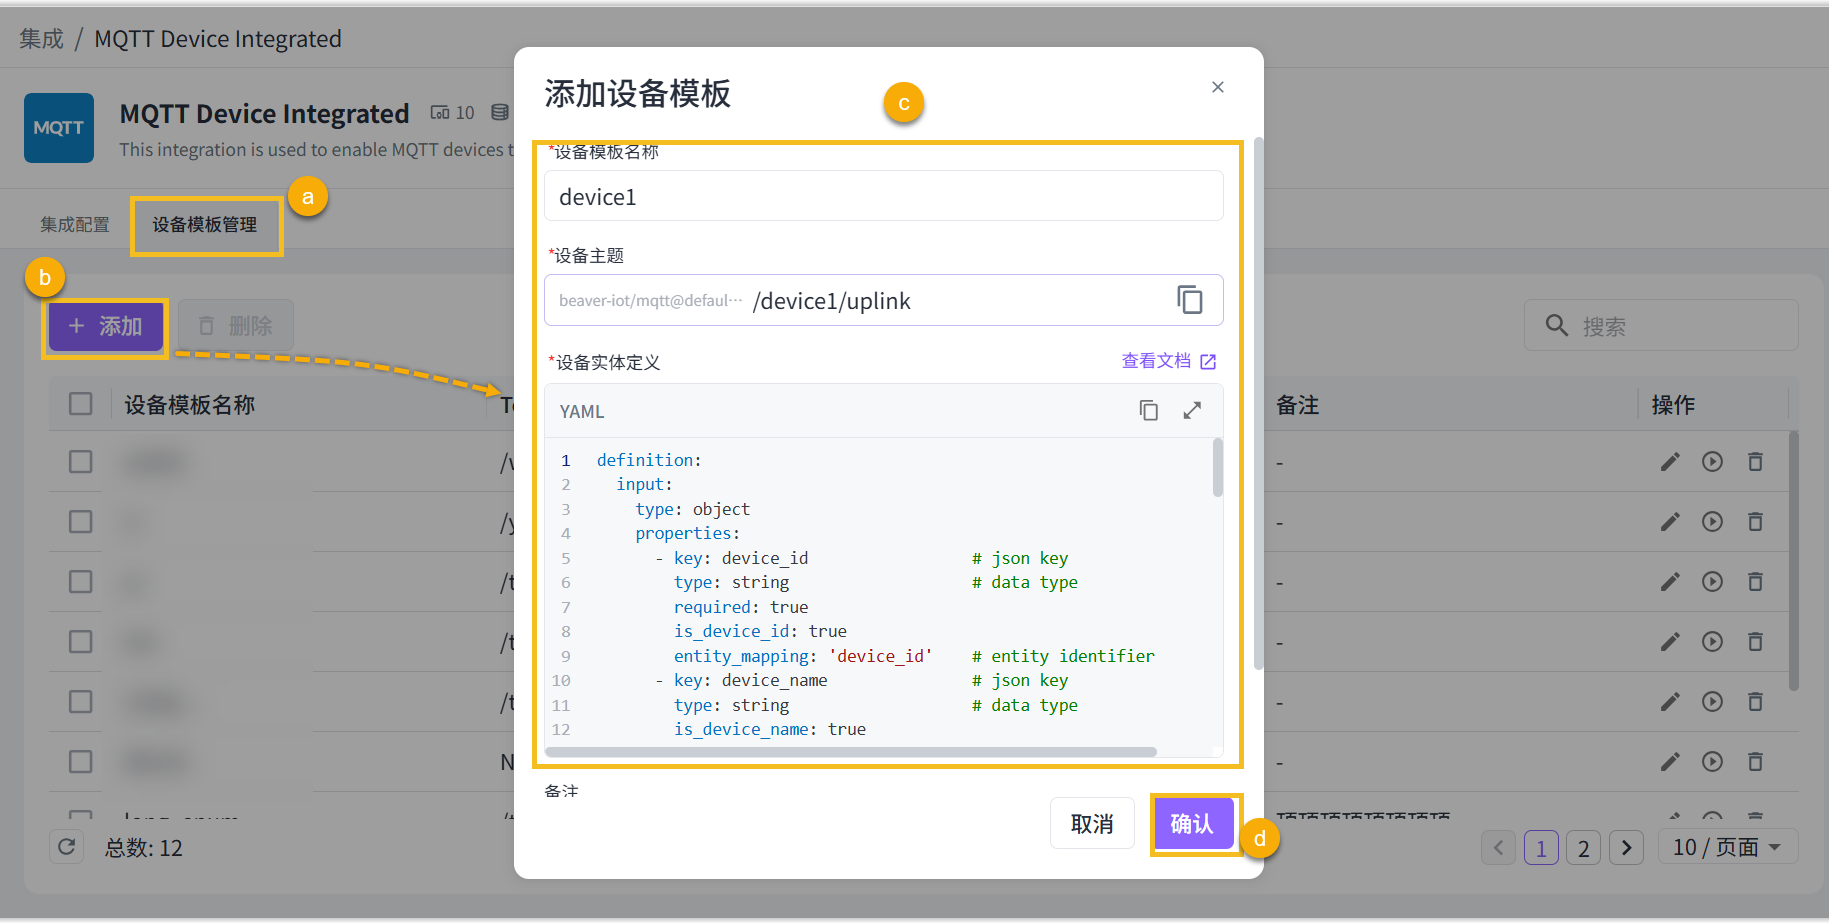 集成 / MQTT Device Integrated
MQTT
MQTT Device Integrated 10
This integration is used to enable MQTT devices t
集成配置
设备模板管理
a
b
+ 添加
删除
搜索
设备模板名称
备注
操作
/t
/t
/t
-
-
-
-
-
-
总数: 12
1
2
10 / 页面
添加设备模板
c
*设备模板名称
device1
*设备主题
beaver-iot/mqtt@defaul··· /device1/uplink
*设备实体定义
查看文档
YAML
1 definition:
2 input:
3 type: object
4 properties:
5 - key: device_id # json key
6 type: string # data type
7 required: true
8 is_device_id: true
9 entity_mapping: 'device_id' # entity identifier
10 - key: device_name # json key
11 type: string # data type
12 is_device_name: true
备注
取消
确认
d